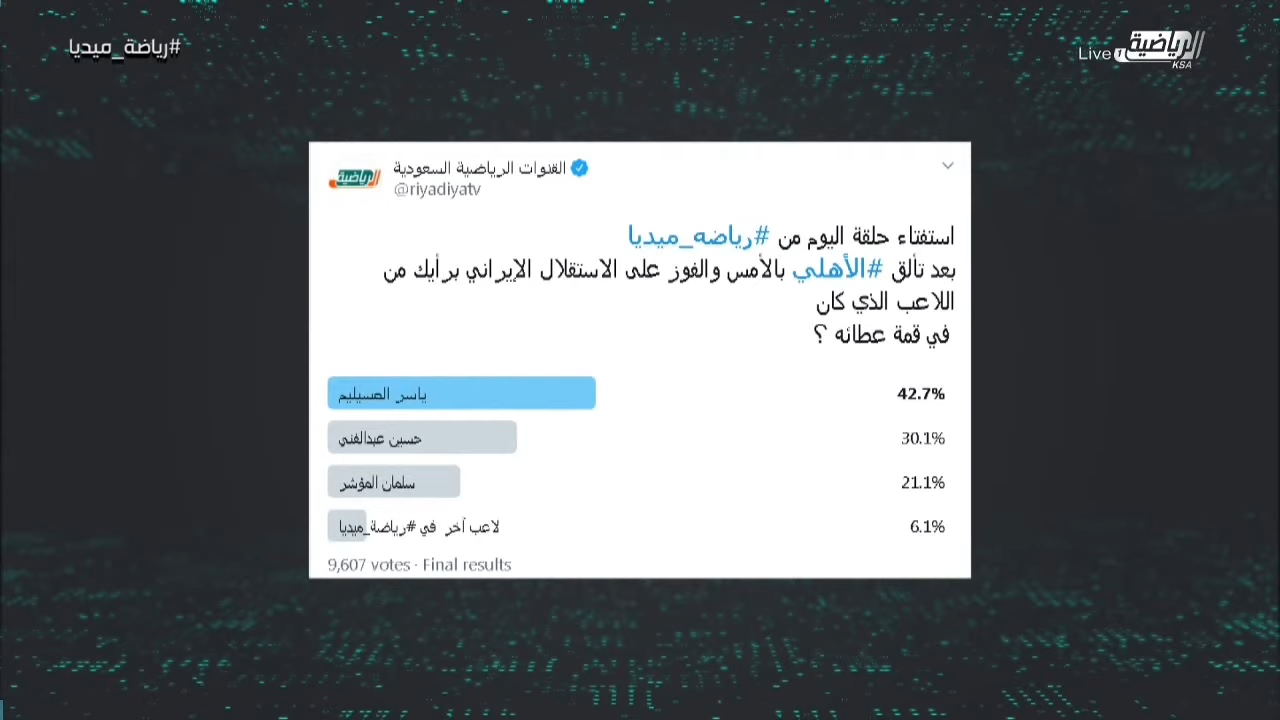 #رياضة_ميديا
الرياضية
Live 1
KSA
الرياضية
القنوات الرياضية السعودية
@riyadiyatv
استفتاء حلقة اليوم من #رياضه_ميديا
بعد تألق #الأهلي بالأمس والفوز على الاستقلال الإيراني برأيك من
اللاعب الذي كان
في قمة عطائه ؟
ياسر المسيليم 42.7%
حسين عبدالغني 30.1%
سلمان المؤشر 21.1%
لاعب آخر في #رياضة_ميديا 6.1%
9,607 votes · Final results